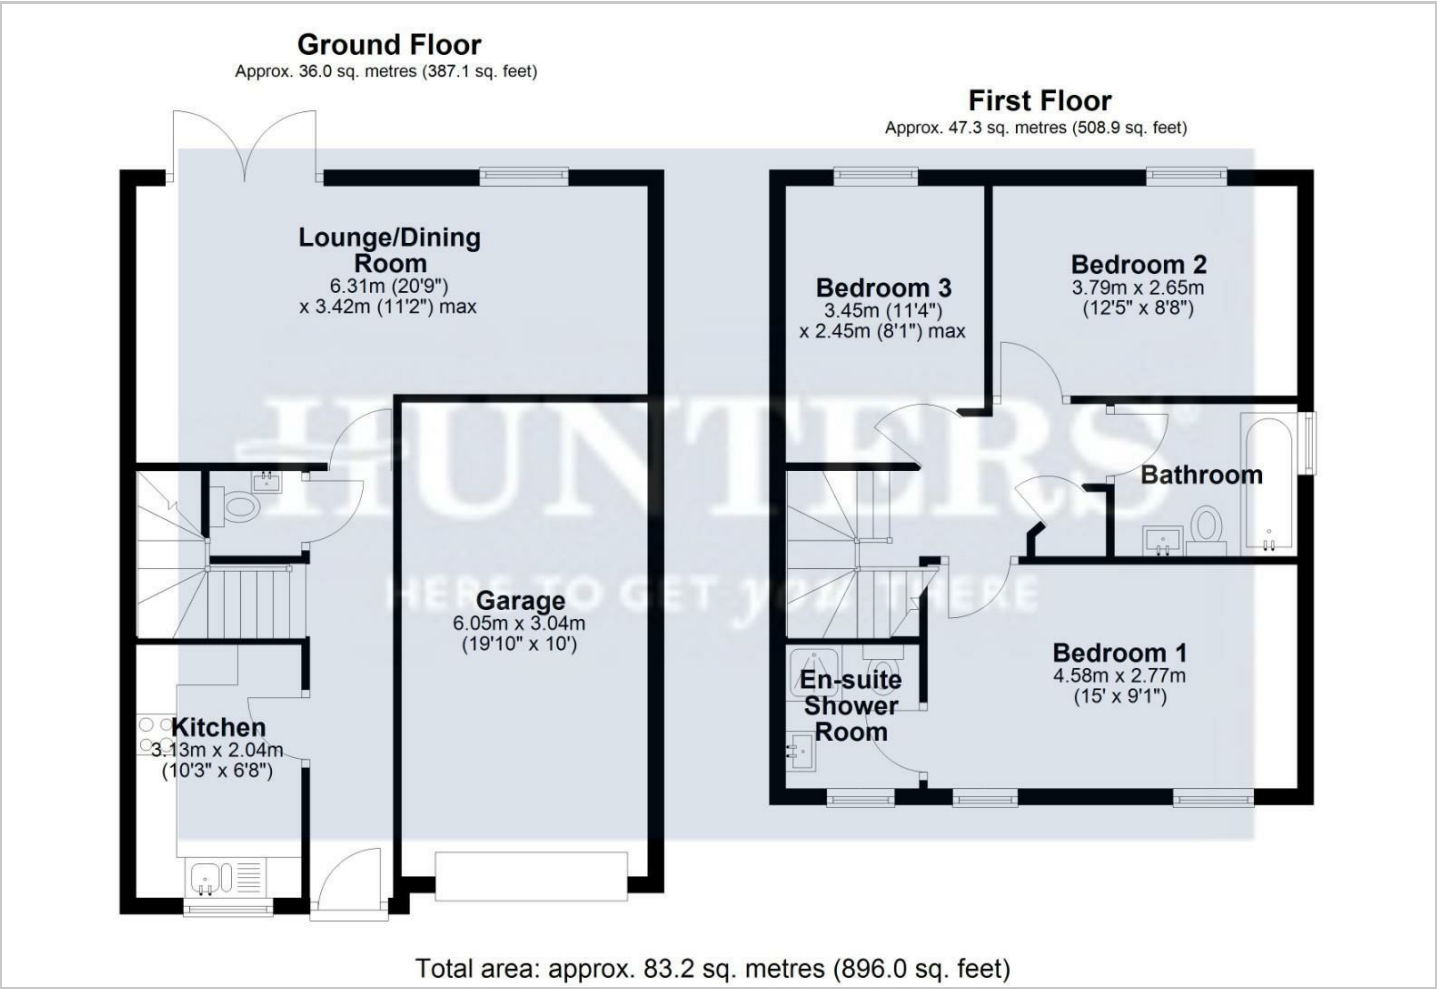 Ground Floor
Approx. 36.0 sq. metres (387.1 sq. feet)
First Floor
Approx. 47.3 sq. metres (508.9 sq. feet)
Lounge/Dining
Room
6.31m (20'9")
x 3.42m (11'2") max
Bedroom 3
3.45m (11'4")
x 2.45m (8'1") max
Bedroom 2
3.79m x 2.65m
(12'5" x 8'8")
HUNTERS
HERE TO GET you THERE
Bathroom
Garage
6.05m x 3.04m
(19'10" x 10')
Bedroom 1
4.58m x 2.77m
(15' x 9'1")
En-suite
Shower
Room
Kitchen
3.13m x 2.04m
(10'3" x 6'8")
Total area: approx. 83.2 sq. metres (896.0 sq. feet)